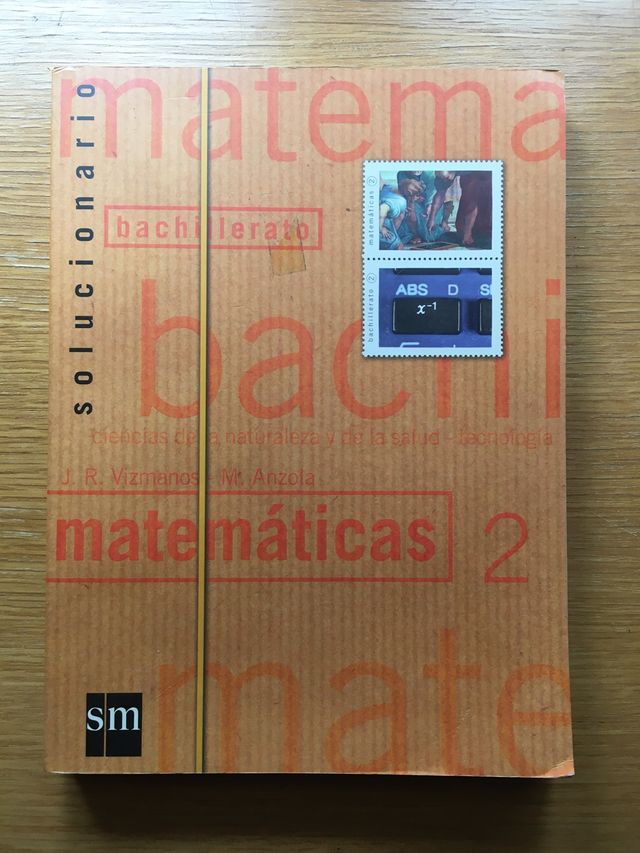 solucionario
matema
bachillerato
matemáticas 2
bachillerato 2
ABS D S
x⁻¹
bachi
ciencias de la naturaleza y de la salud - tecnología
J. R. Vizmanos - M. Anzola
matemáticas 2
mate
sm